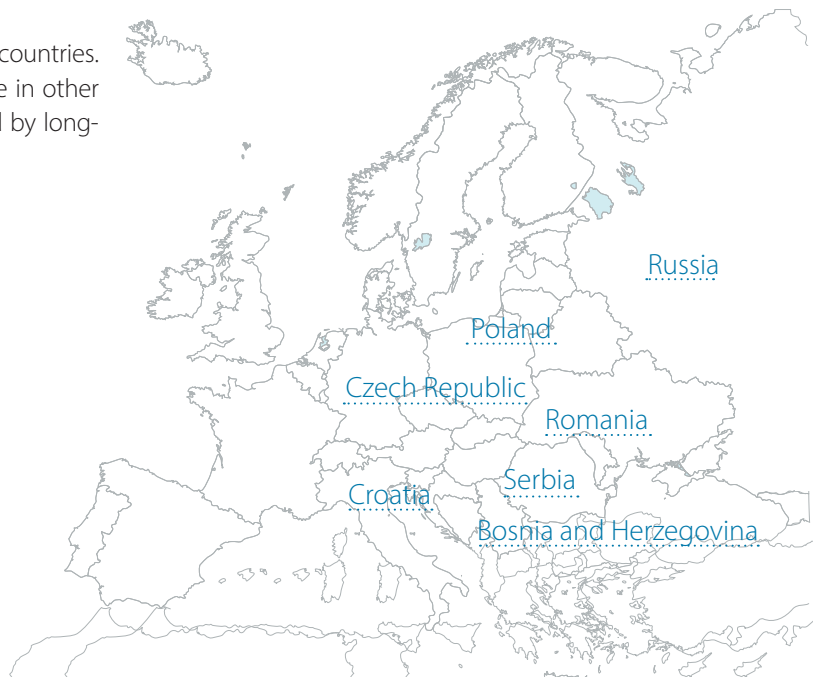 countries.
e in other
l by long-
Russia
Poland
Czech Republic
Romania
Serbia
Croatia
Bosnia and Herzegovina